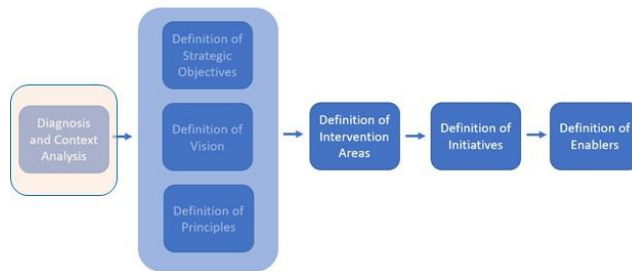 Diagnosis
and Context
Analysis
Definition of
Strategic
Objectives
Definition of
Vision
Definition of
Principles
Definition of
Intervention
Areas
Definition of
Initiatives
Definition of
Enablers